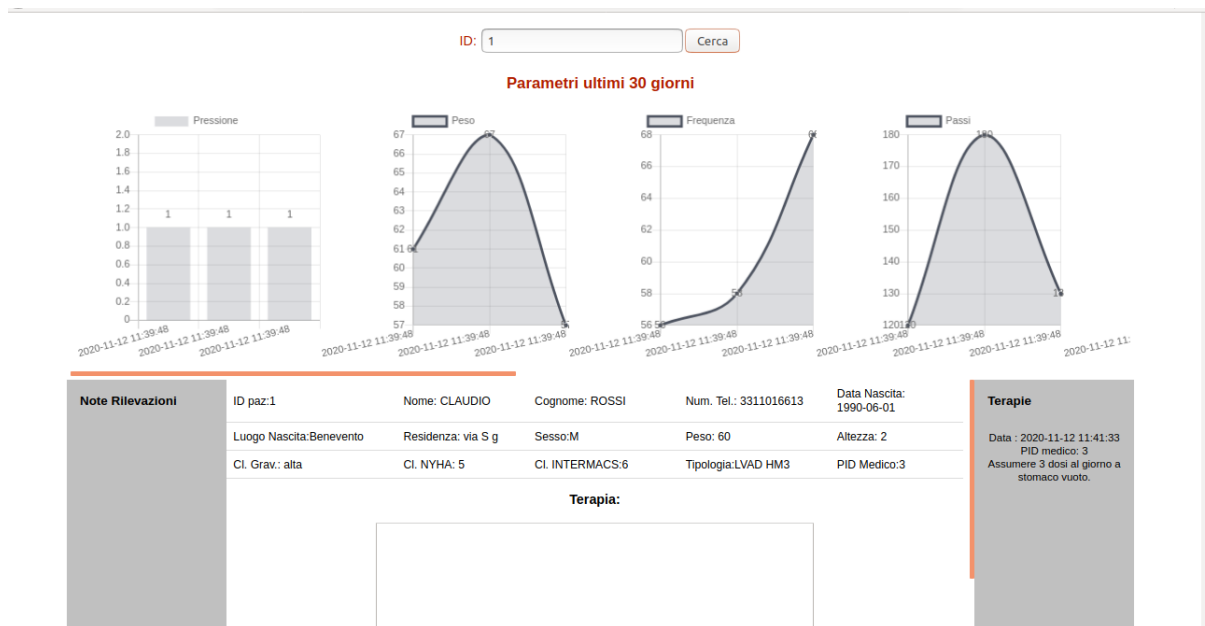 ID: 1 Cerca
Parametri ultimi 30 giorni
Pressione
2.0
1.8
1.6
1.4
1.2
1.0
0.8
0.6
0.4
0.2
0
1 1 1
2020-11-12 11:39:48 2020-11-12 11:39:48 2020-11-12 11:39:48
Peso
67
66
65
64
63
62
61
60
59
58
57
67
2020-11-12 11:39:48 2020-11-12 11:39:48 2020-11-12 11:39:48
Frequenza
68
66
64
62
60
58
56
58
2020-11-12 11:39:48 2020-11-12 11:39:48 2020-11-12 11:39:48
Passi
180
170
160
150
140
130
120
180
2020-11-12 11:39:48 2020-11-12 11:39:48 2020-11-12 11:39:48
2020-11-12 11:
Note Rilevazioni
ID paz:1 Nome: CLAUDIO Cognome: ROSSI Num. Tel.: 3311016613 Data Nascita:
1990-06-01
Luogo Nascita:Benevento Residenza: via S g Sesso:M Peso: 60 Altezza: 2
Cl. Grav.: alta Cl. NYHA: 5 Cl. INTERMACS:6 Tipologia:LVAD HM3 PID Medico:3
Terapia:
Terapie
Data : 2020-11-12 11:41:33
PID medico: 3
Assumere 3 dosi al giorno a
stomaco vuoto.